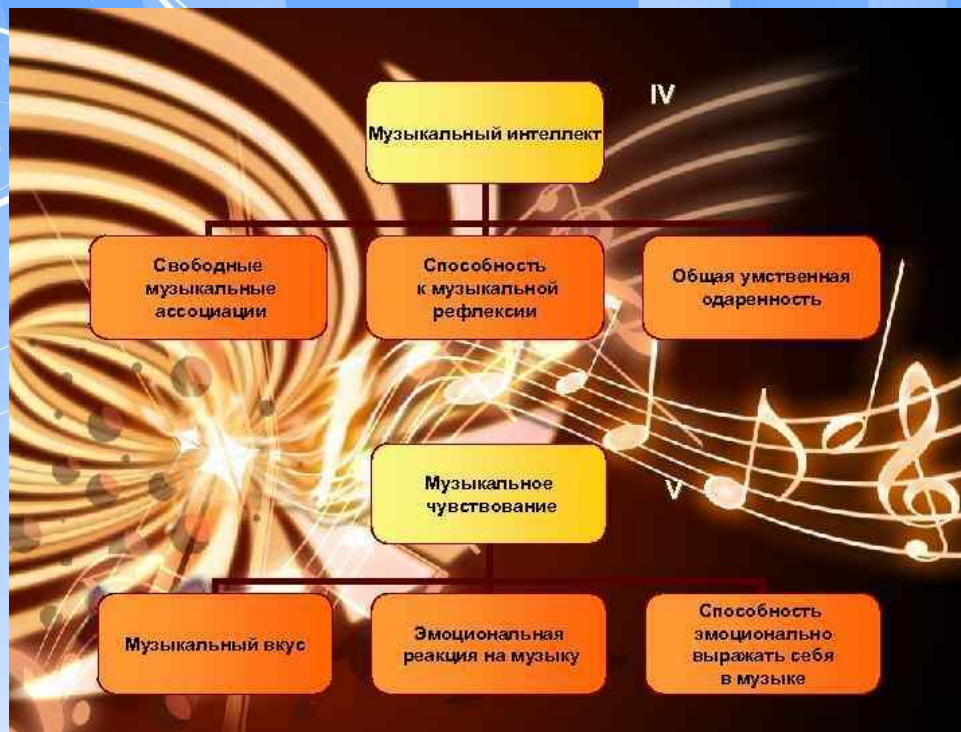 IV
Музыкальный интеллект
Свободные
музыкальные
ассоциации
Способность
к музыкальной
рефлексии
Общая умственная
одаренность
V
Музыкальное
чувствование
Музыкальный вкус
Эмоциональная
реакция на музыку
Способность
эмоционально
выражать себя
в музыке